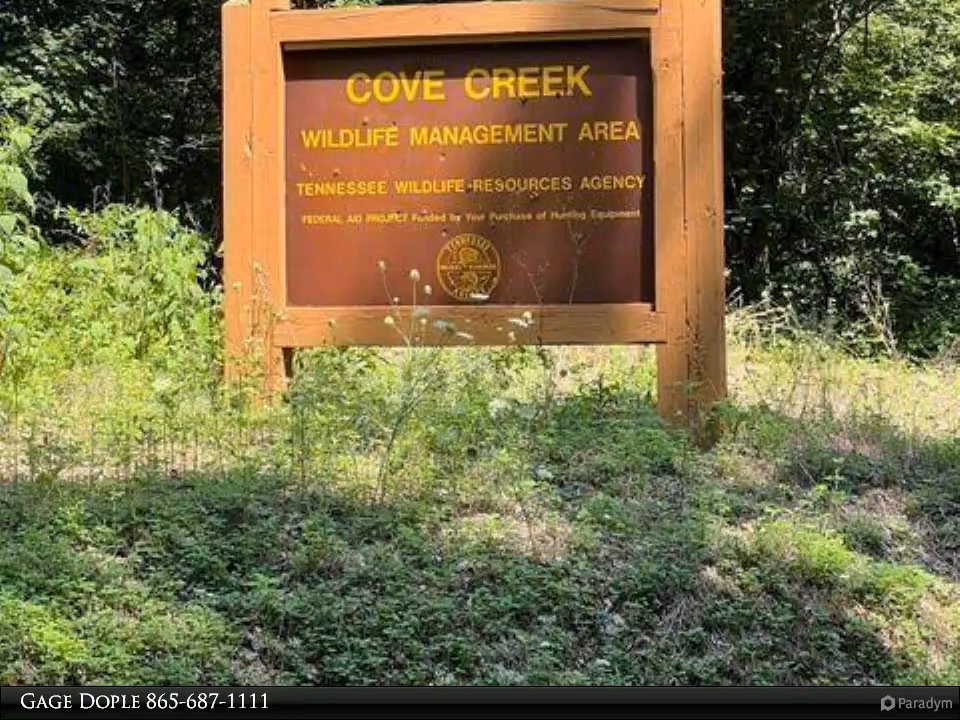 COVE CREEK
WILDLIFE MANAGEMENT AREA
TENNESSEE WILDLIFE RESOURCES AGENCY
FEDERAL AID PROJECT Funded by Your Purchase of Hunting Equipment
TENNESSEE
GAGE DOPLE 865-687-1111
Paradym